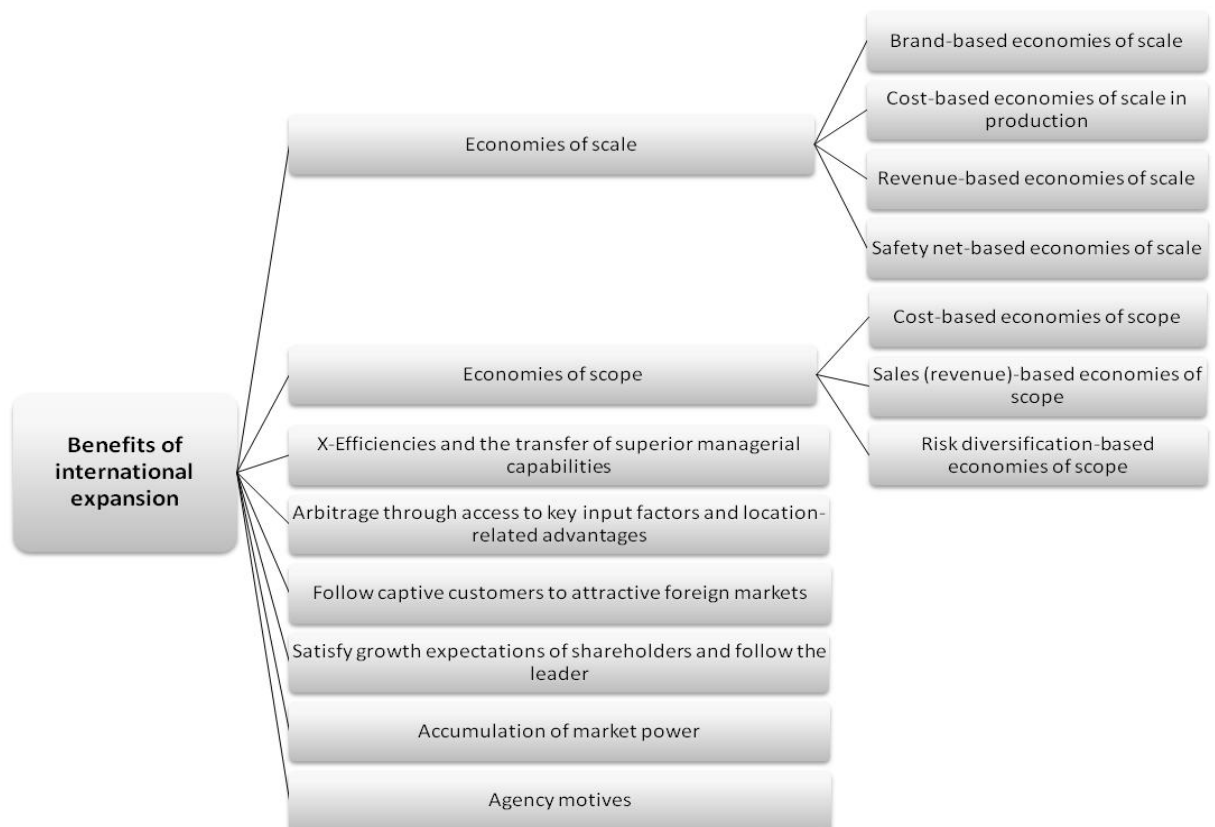 Benefits of
international
expansion
Economies of scale
Brand-based economies of scale
Cost-based economies of scale in
production
Revenue-based economies of scale
Safety net-based economies of scale
Economies of scope
Cost-based economies of scope
Sales (revenue)-based economies of
scope
Risk diversification-based
economies of scope
X-Efficiencies and the transfer of superior managerial
capabilities
Arbitrage through access to key input factors and location-
related advantages
Follow captive customers to attractive foreign markets
Satisfy growth expectations of shareholders and follow the
leader
Accumulation of market power
Agency motives